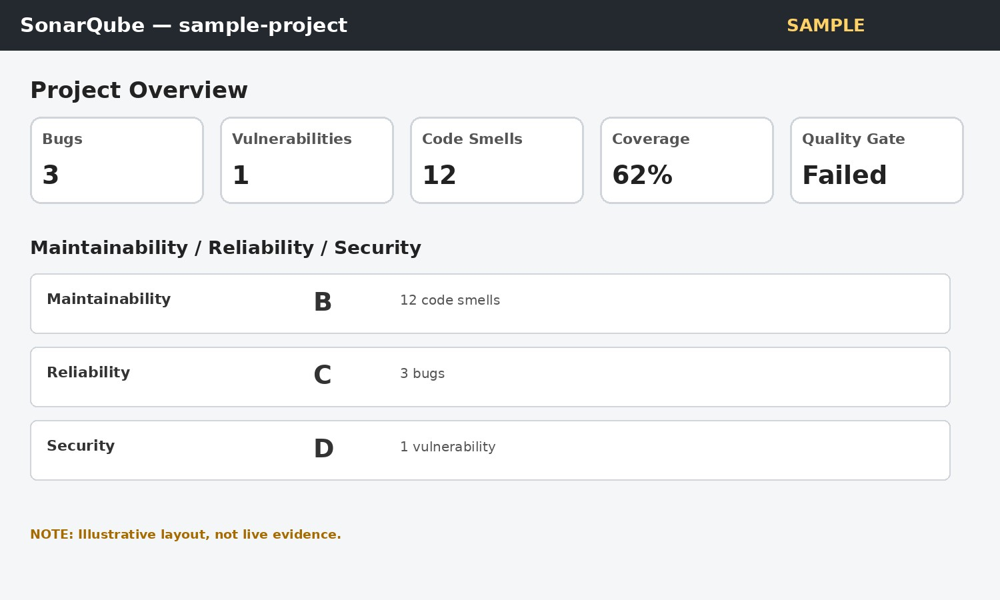 SonarQube — sample-project SAMPLE
Project Overview
Bugs Vulnerabilities Code Smells Coverage Quality Gate
3 1 12 62% Failed
Maintainability / Reliability / Security
Maintainability B 12 code smells
Reliability C 3 bugs
Security D 1 vulnerability
NOTE: Illustrative layout, not live evidence.